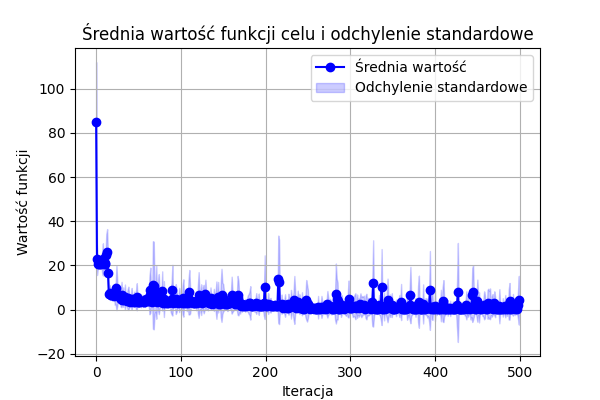 Średnia wartość funkcji celu i odchylenie standardowe
Średnia wartość
Odchylenie standardowe
Wartość funkcji
100
80
60
40
20
0
−20
0
100
200
300
400
500
Iteracja